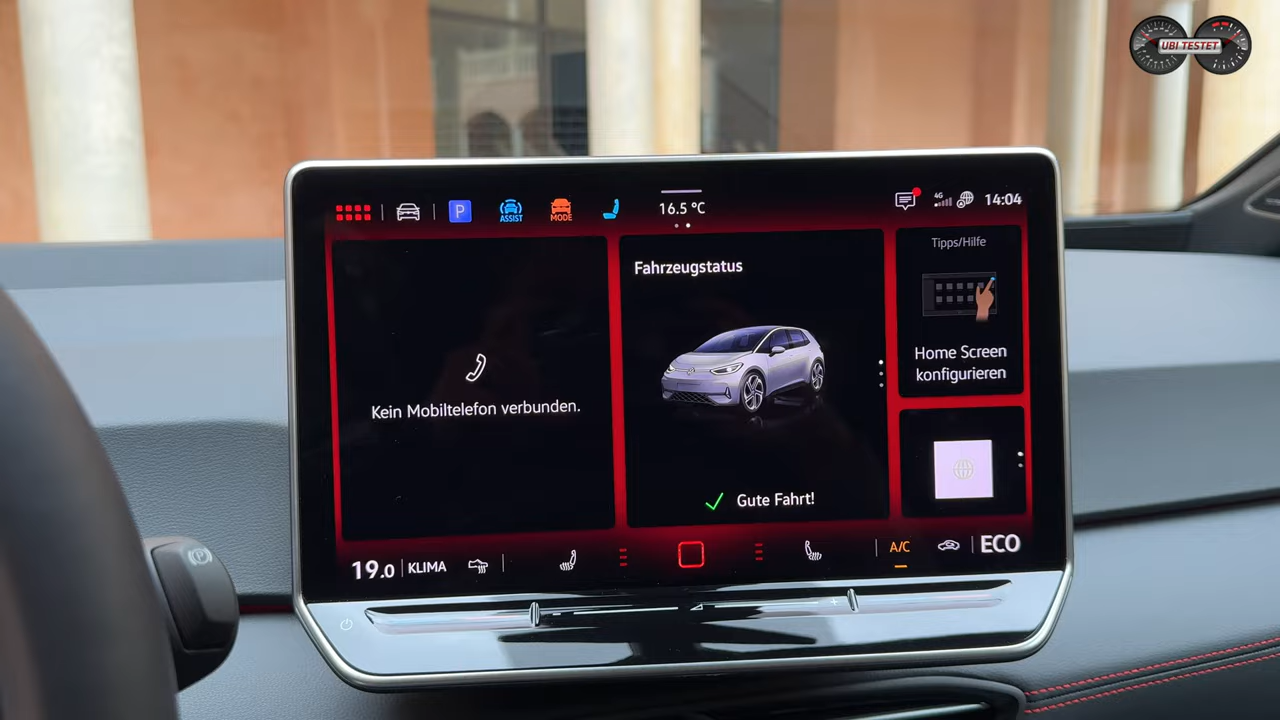 UBI TESTET
P
ASSIST
MODE
16.5 °C
4G
14:04
Fahrzeugstatus
Kein Mobiltelefon verbunden.
Gute Fahrt!
Tipps/Hilfe
Home Screen
konfigurieren
19.0
KLIMA
A/C
ECO
- +
(P)